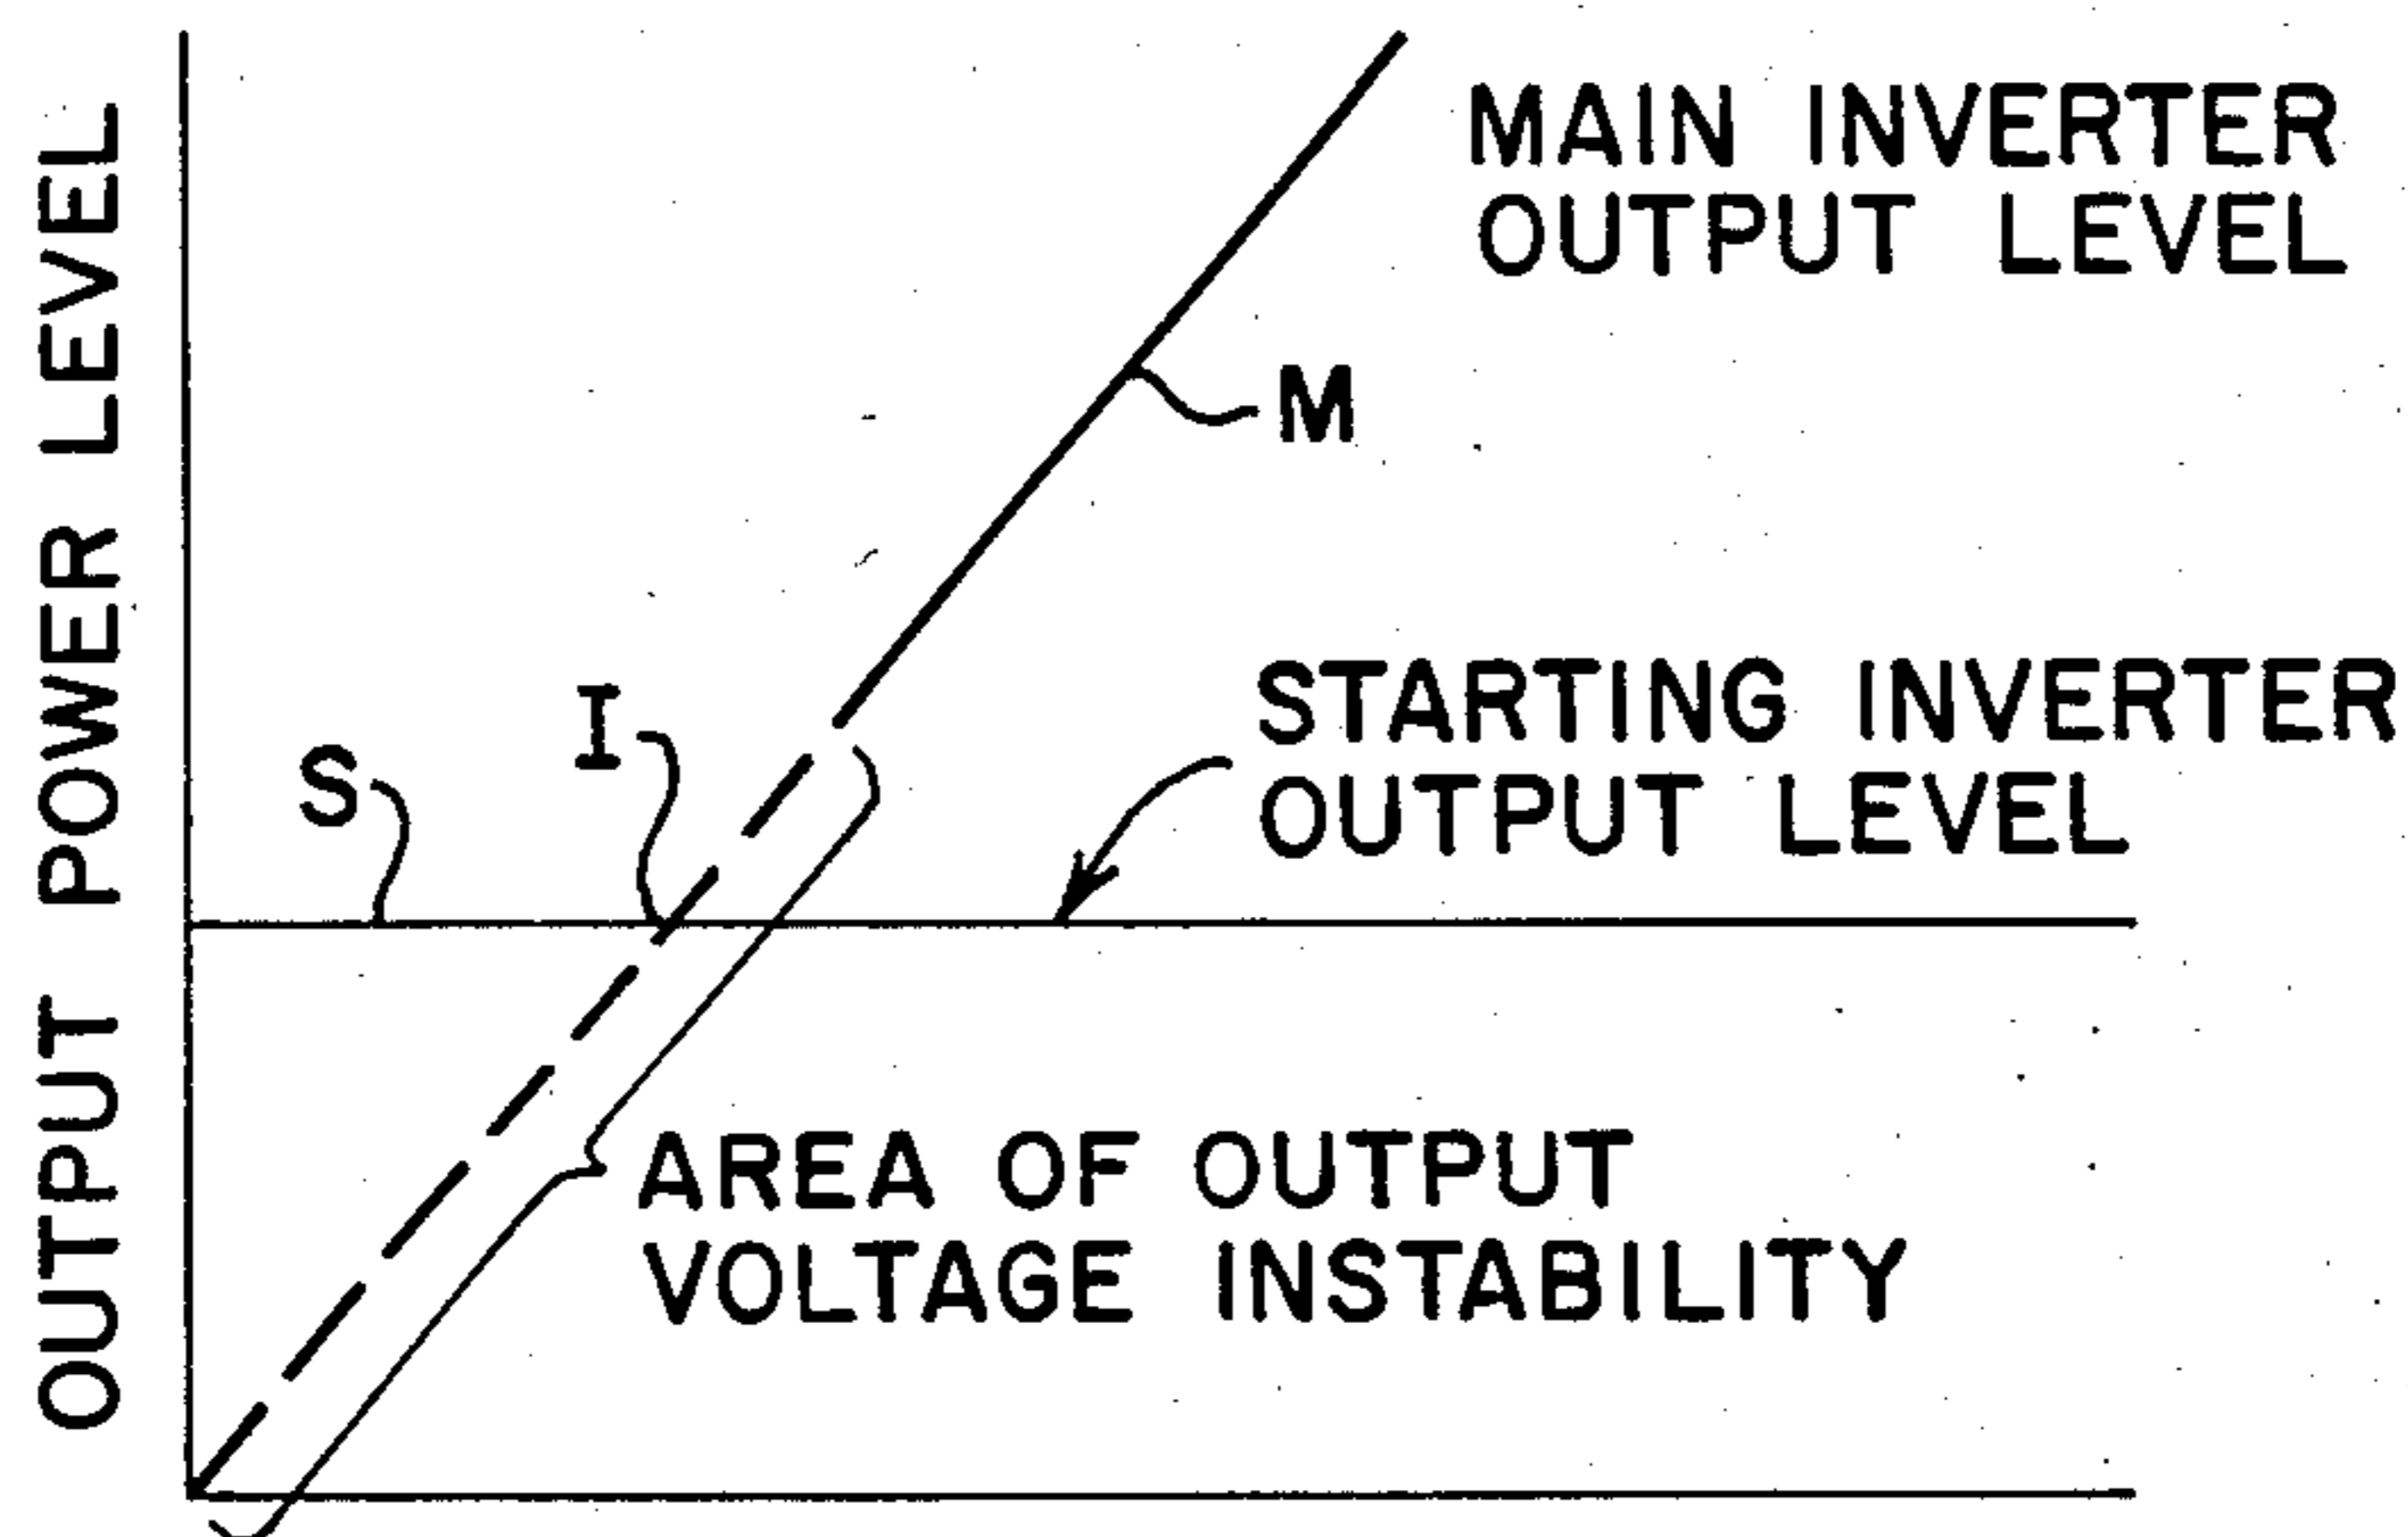 OUTPUT POWER LEVEL
MAIN INVERTER
OUTPUT LEVEL
M
STARTING INVERTER
OUTPUT LEVEL
I
S
AREA OF OUTPUT
VOLTAGE INSTABILITY